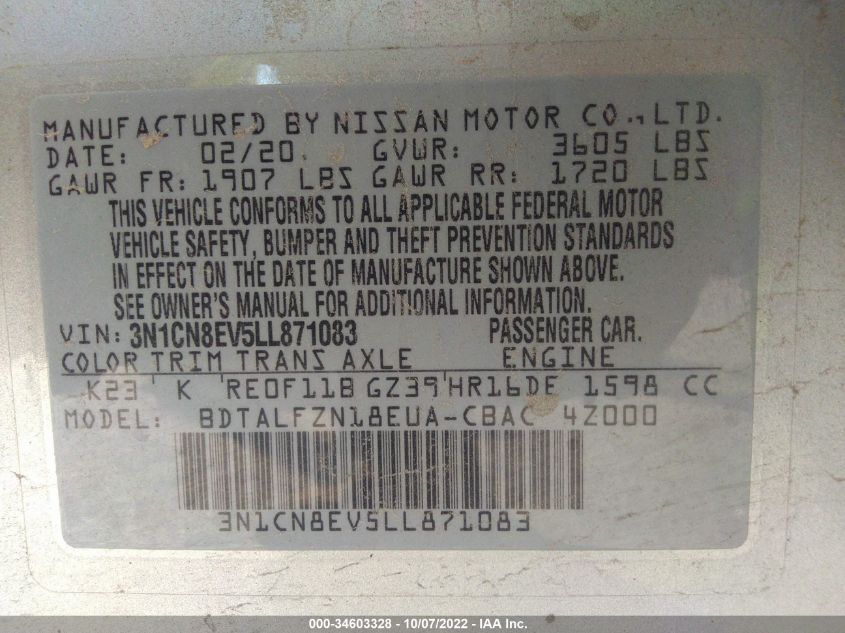 MANUFACTURED BY NISSAN MOTOR CO., LTD.
DATE: 02/20 GVWR: 3605 LBS
GAWR FR: 1907 LBS GAWR RR: 1720 LBS
THIS VEHICLE CONFORMS TO ALL APPLICABLE FEDERAL MOTOR
VEHICLE SAFETY, BUMPER AND THEFT PREVENTION STANDARDS
IN EFFECT ON THE DATE OF MANUFACTURE SHOWN ABOVE.
SEE OWNER'S MANUAL FOR ADDITIONAL INFORMATION.
VIN: 3N1CN8EV5LL871083 PASSENGER CAR.
COLOR TRIM TRANS AXLE ENGINE
K23 K RE0F11B GZ39 HR16DE 1598 CC
MODEL: BDTALFZN18EUA-CBAC 4Z000
3N1CN8EV5LL871083
000-34603328 - 10/07/2022 - IAA Inc.